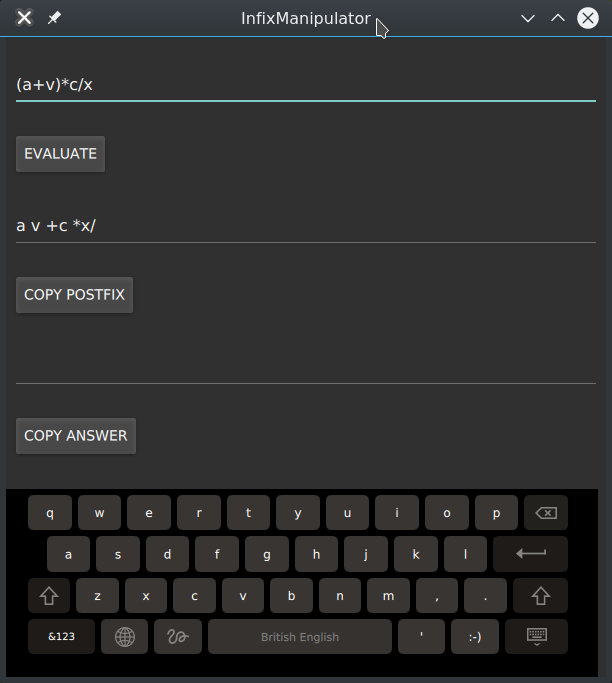 InfixManipulator
(a+v)*c/x
EVALUATE
a v +c *x/
COPY POSTFIX
COPY ANSWER
q w e r t y u i o p
a s d f g h j k l
z x c v b n m , .
&123 British English ' :-)